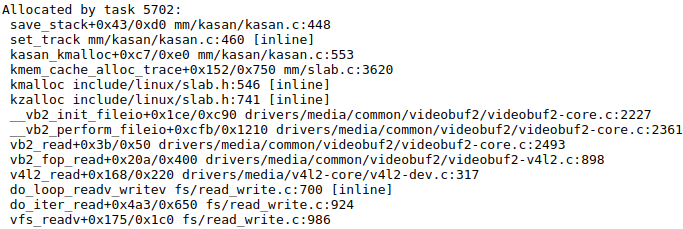 Allocated by task 5702:
save_stack+0x43/0xd0 mm/kasan/kasan.c:448
set_track mm/kasan/kasan.c:460 [inline]
kasan_kmalloc+0xc7/0xe0 mm/kasan/kasan.c:553
kmem_cache_alloc_trace+0x152/0x750 mm/slab.c:3620
kmalloc include/linux/slab.h:546 [inline]
kzalloc include/linux/slab.h:741 [inline]
__vb2_init_fileio+0x1ce/0xc90 drivers/media/common/videobuf2/videobuf2-core.c:2227
__vb2_perform_fileio+0xcfb/0x1210 drivers/media/common/videobuf2/videobuf2-core.c:2361
vb2_read+0x3b/0x50 drivers/media/common/videobuf2/videobuf2-core.c:2493
vb2_fop_read+0x20a/0x400 drivers/media/common/videobuf2/videobuf2-v4l2.c:898
v4l2_read+0x168/0x220 drivers/media/v4l2-core/v4l2-dev.c:317
do_loop_readv_writev fs/read_write.c:700 [inline]
do_iter_read+0x4a3/0x650 fs/read_write.c:924
vfs_readv+0x175/0x1c0 fs/read_write.c:986